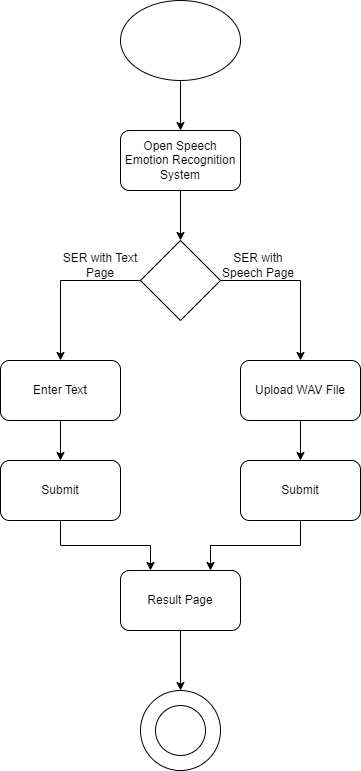 Open Speech
Emotion Recognition
System
SER with Text
Page
SER with
Speech Page
Enter Text
Upload WAV File
Submit
Submit
Result Page